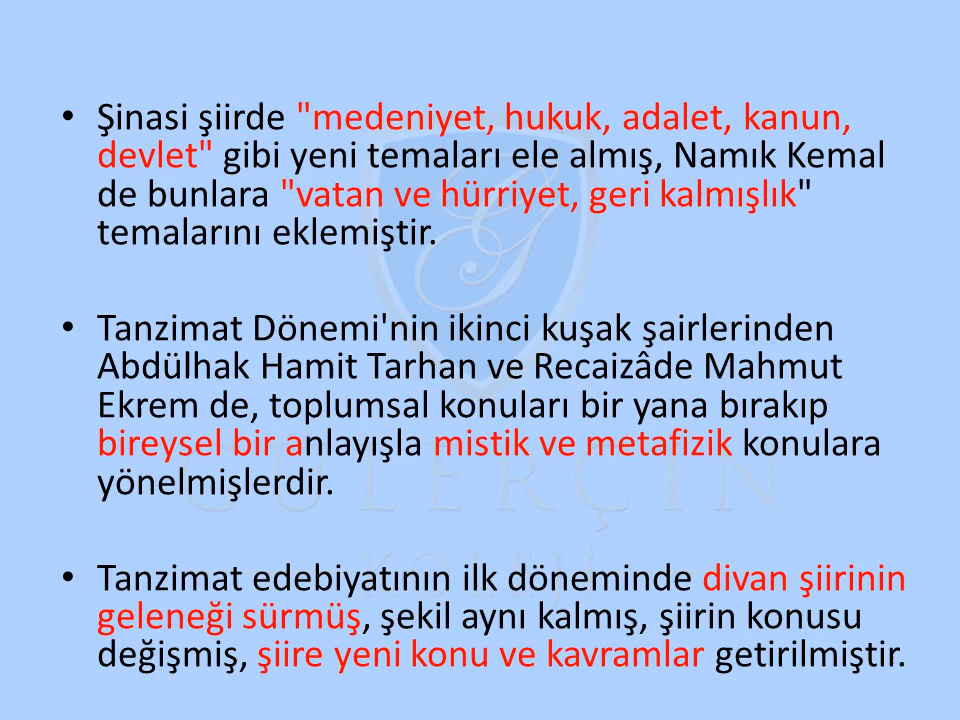 • Şinasi şiirde "medeniyet, hukuk, adalet, kanun,
devlet" gibi yeni temaları ele almış, Namık Kemal
de bunlara "vatan ve hürriyet, geri kalmışlık"
temalarını eklemiştir.
• Tanzimat Dönemi'nin ikinci kuşak şairlerinden
Abdülhak Hamit Tarhan ve Recaizâde Mahmut
Ekrem de, toplumsal konuları bir yana bırakıp
bireysel bir anlayışla mistik ve metafizik konulara
yönelmişlerdir.
GÜLERÇİN
KOLEJİ
• Tanzimat edebiyatının ilk döneminde divan şiirinin
geleneği sürmüş, şekil aynı kalmış, şiirin konusu
değişmiş, şiire yeni konu ve kavramlar getirilmiştir.